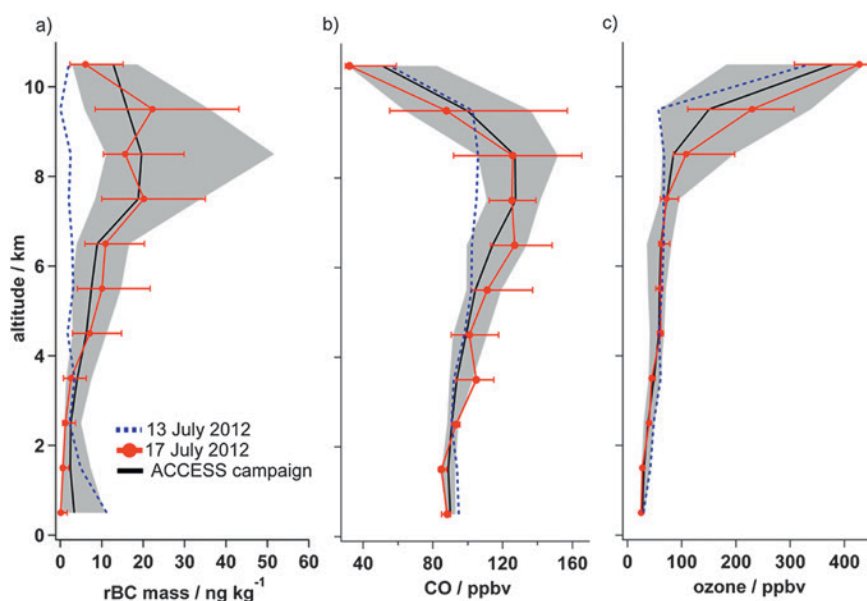 a)
b)
c)
altitude / km
10
8
6
4
2
0
13 July 2012
17 July 2012
ACCESS campaign
0 10 20 30 40 50 60
40 80 120 160
0 100 200 300 400
rBC mass / ng kg⁻¹
CO / ppbv
ozone / ppbv